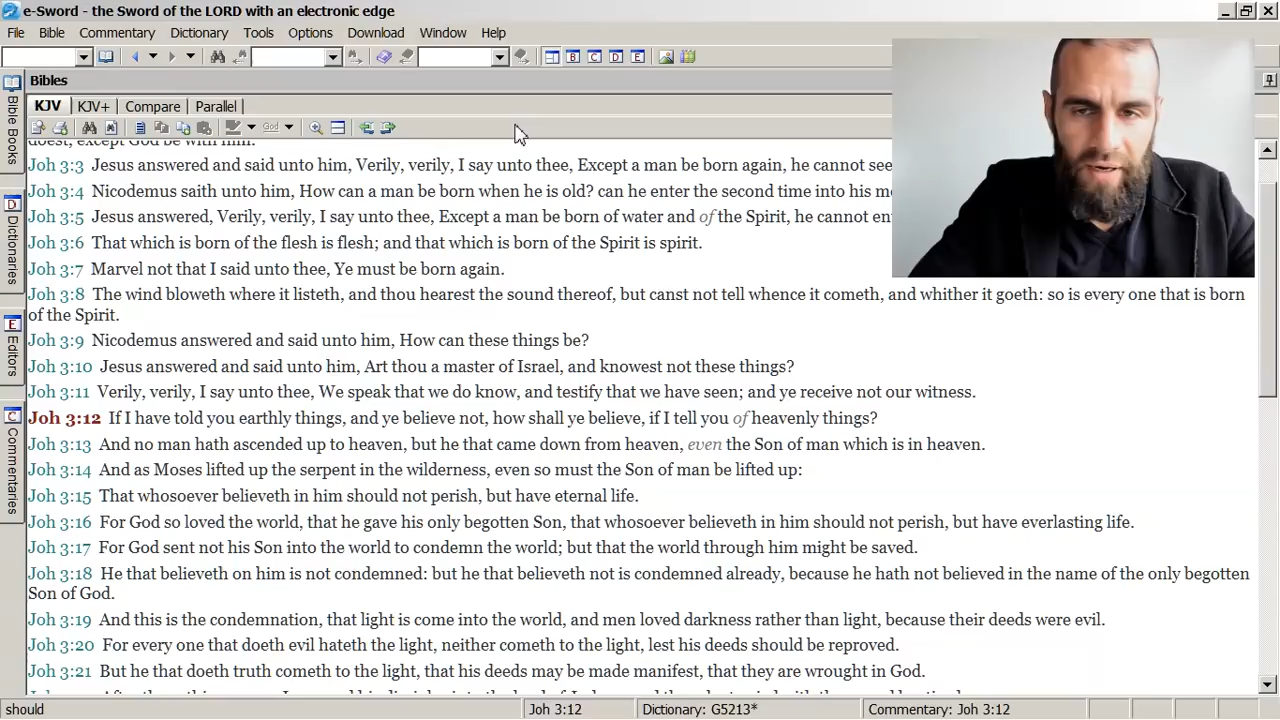 e-Sword - the Sword of the LORD with an electronic edge
File Bible Commentary Dictionary Tools Options Download Window Help
B C D E
Bibles
KJV KJV+ Compare Parallel
God
Bible Books
D Dictionaries
E Editors
C Commentaries
doest, except God be with him.
Joh 3:3 Jesus answered and said unto him, Verily, verily, I say unto thee, Except a man be born again, he cannot see
Joh 3:4 Nicodemus saith unto him, How can a man be born when he is old? can he enter the second time into his
Joh 3:5 Jesus answered, Verily, verily, I say unto thee, Except a man be born of water and of the Spirit, he cannot
Joh 3:6 That which is born of the flesh is flesh; and that which is born of the Spirit is spirit.
Joh 3:7 Marvel not that I said unto thee, Ye must be born again.
Joh 3:8 The wind bloweth where it listeth, and thou hearest the sound thereof, but canst not tell whence it cometh, and whither it goeth: so is every one that is born
of the Spirit.
Joh 3:9 Nicodemus answered and said unto him, How can these things be?
Joh 3:10 Jesus answered and said unto him, Art thou a master of Israel, and knowest not these things?
Joh 3:11 Verily, verily, I say unto thee, We speak that we do know, and testify that we have seen; and ye receive not our witness.
Joh 3:12 If I have told you earthly things, and ye believe not, how shall ye believe, if I tell you of heavenly things?
Joh 3:13 And no man hath ascended up to heaven, but he that came down from heaven, even the Son of man which is in heaven.
Joh 3:14 And as Moses lifted up the serpent in the wilderness, even so must the Son of man be lifted up:
Joh 3:15 That whosoever believeth in him should not perish, but have eternal life.
Joh 3:16 For God so loved the world, that he gave his only begotten Son, that whosoever believeth in him should not perish, but have everlasting life.
Joh 3:17 For God sent not his Son into the world to condemn the world; but that the world through him might be saved.
Joh 3:18 He that believeth on him is not condemned: but he that believeth not is condemned already, because he hath not believed in the name of the only begotten
Son of God.
Joh 3:19 And this is the condemnation, that light is come into the world, and men loved darkness rather than light, because their deeds were evil.
Joh 3:20 For every one that doeth evil hateth the light, neither cometh to the light, lest his deeds should be reproved.
Joh 3:21 But he that doeth truth cometh to the light, that his deeds may be made manifest, that they are wrought in God.
should Joh 3:12 Dictionary: G5213* Commentary: Joh 3:12